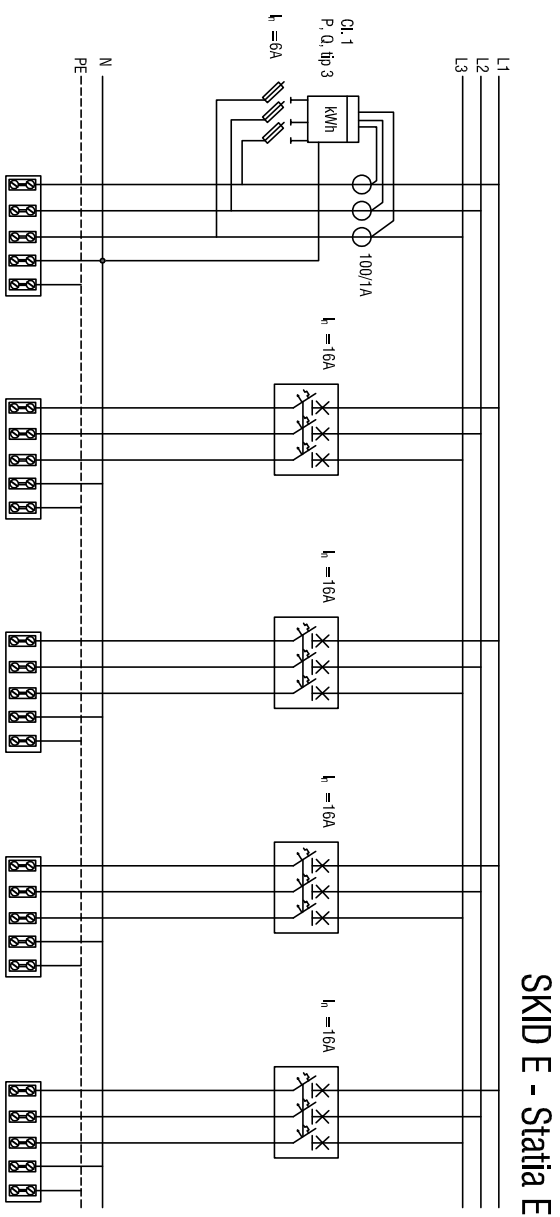 SKID E - Statia E
L1
L2
L3
Cl. 1
P, Q, tip 3
kWh
100/1A
In =6A
N
PE
In =16A
In =16A
In =16A
In =16A